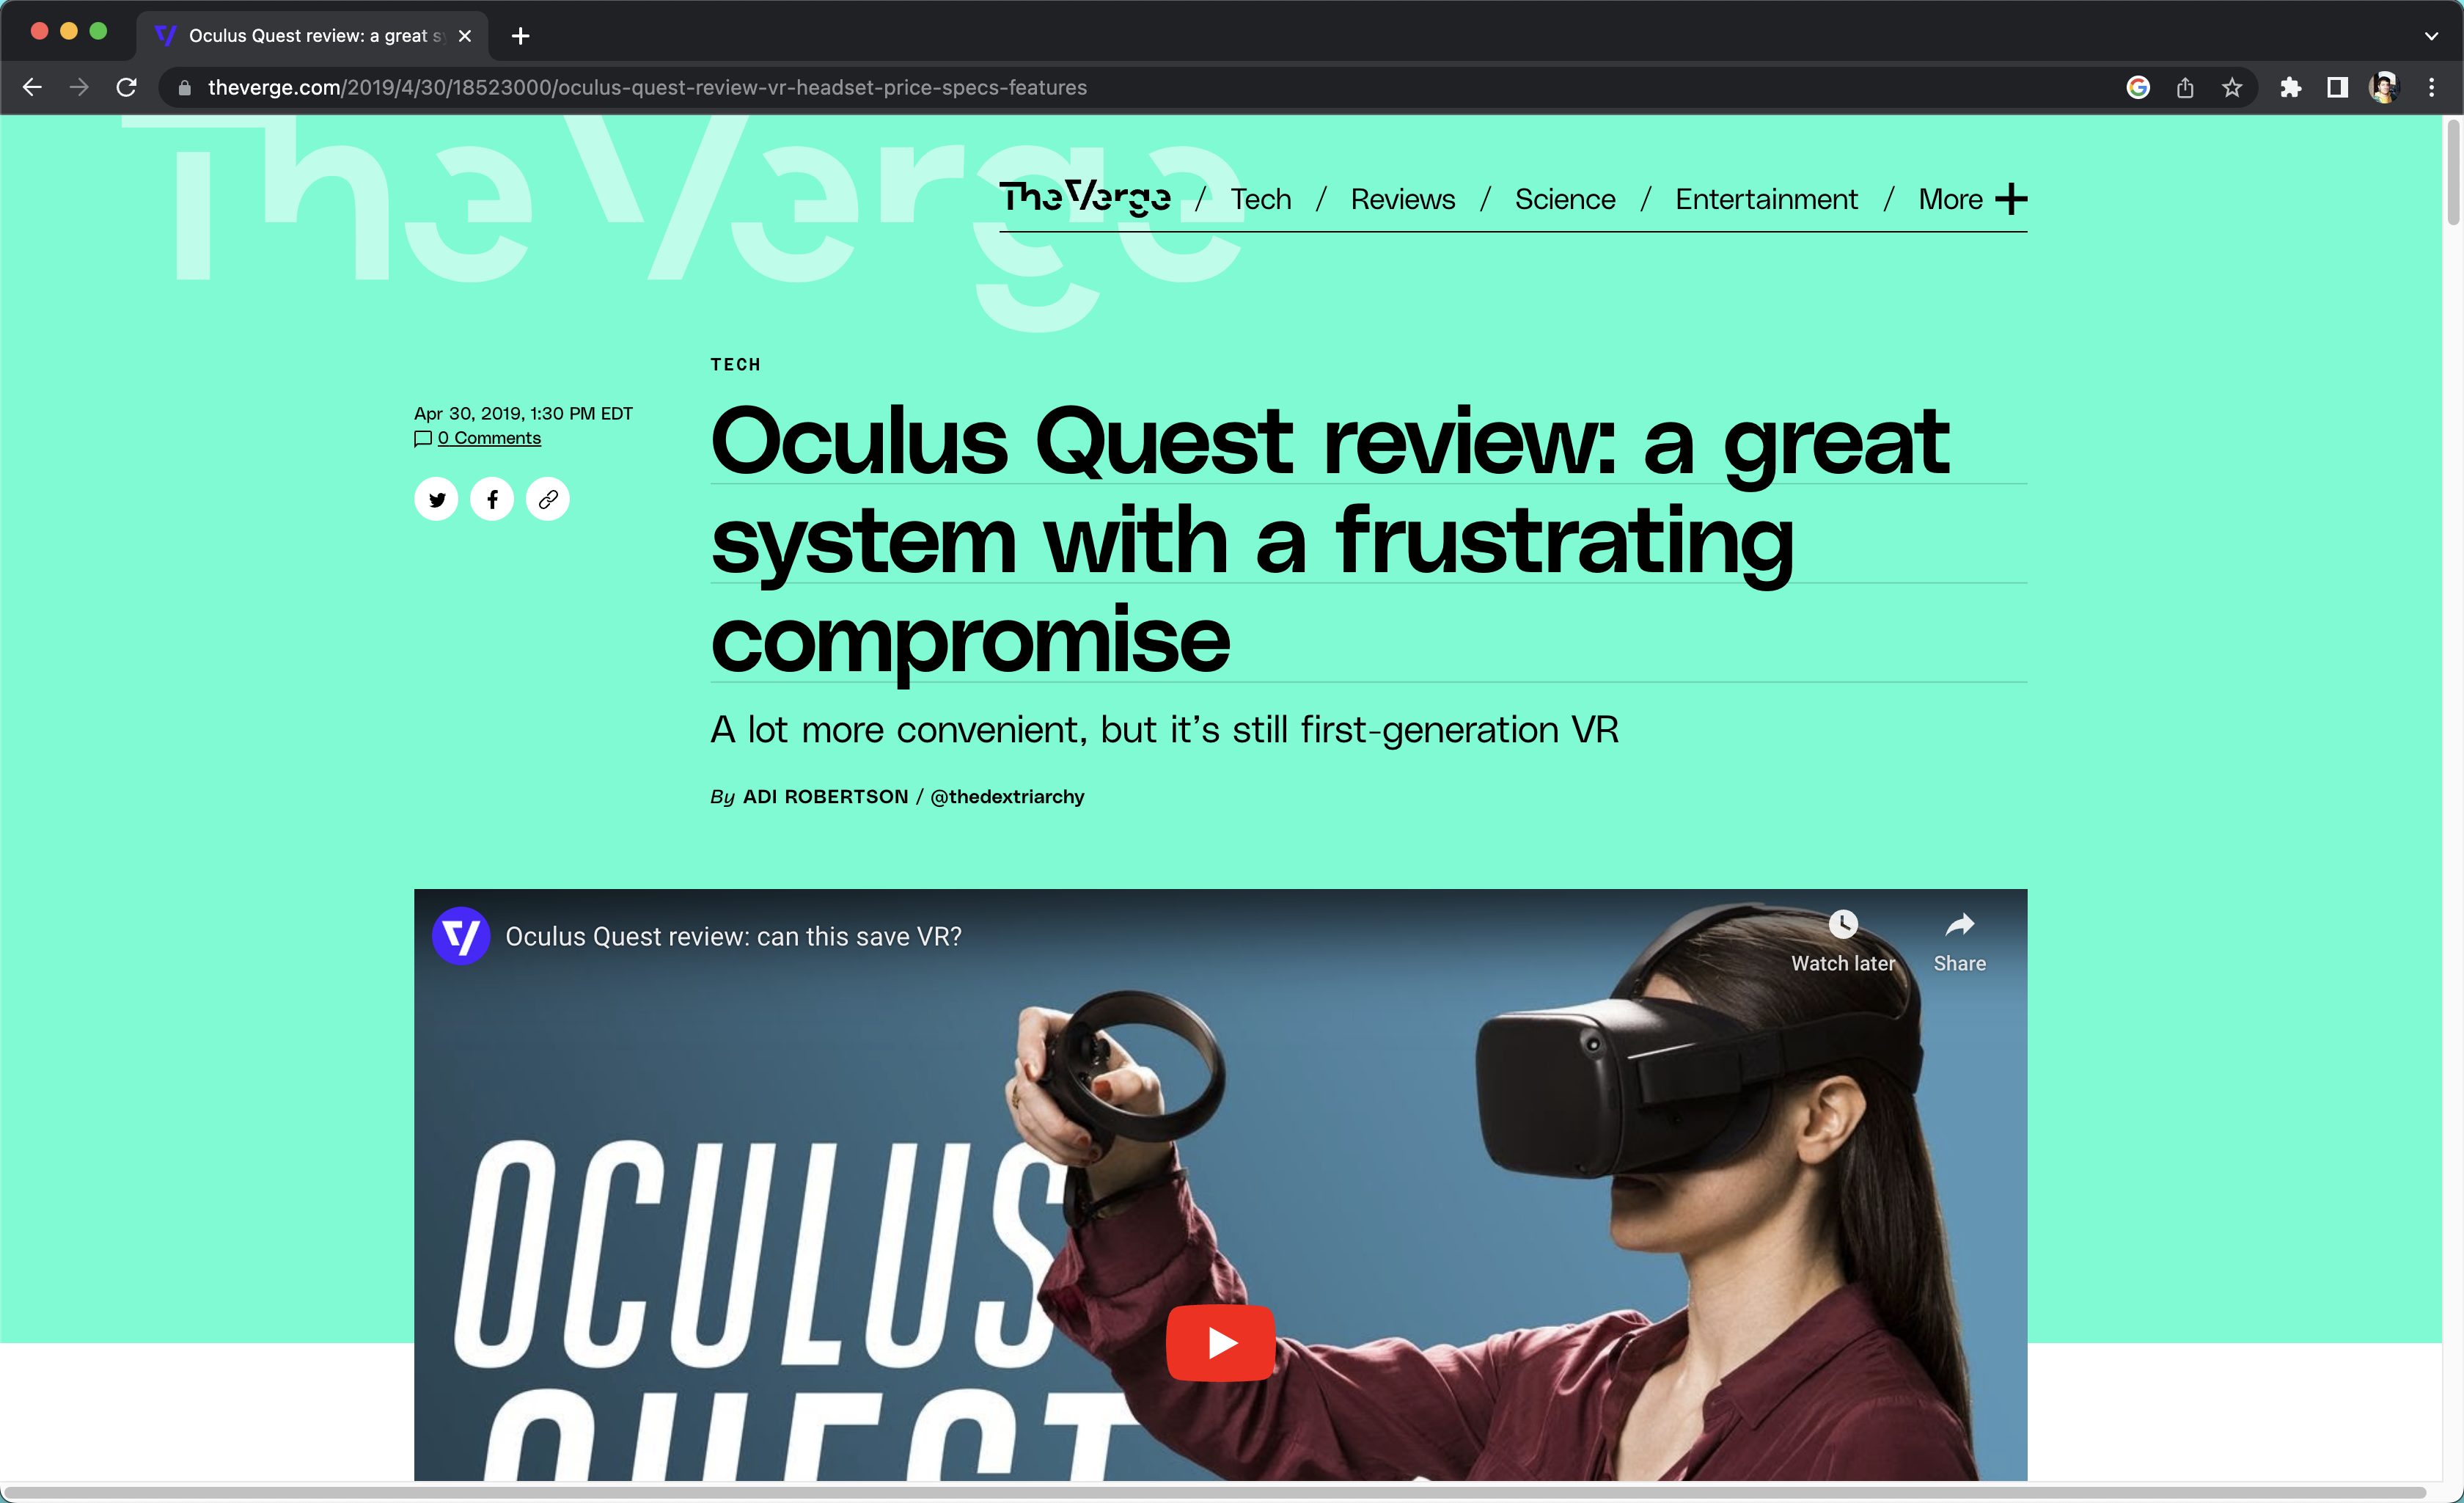 Oculus Quest review: a great s
theverge.com/2019/4/30/18523000/oculus-quest-review-vr-headset-price-specs-features
The Verge
The Verge / Tech / Reviews / Science / Entertainment / More
TECH
Apr 30, 2019, 1:30 PM EDT
0 Comments
Oculus Quest review: a great
system with a frustrating
compromise
A lot more convenient, but it’s still first-generation VR
By ADI ROBERTSON / @thedextriarchy
Oculus Quest review: can this save VR?
Watch later
Share
OCULUS
QUEST